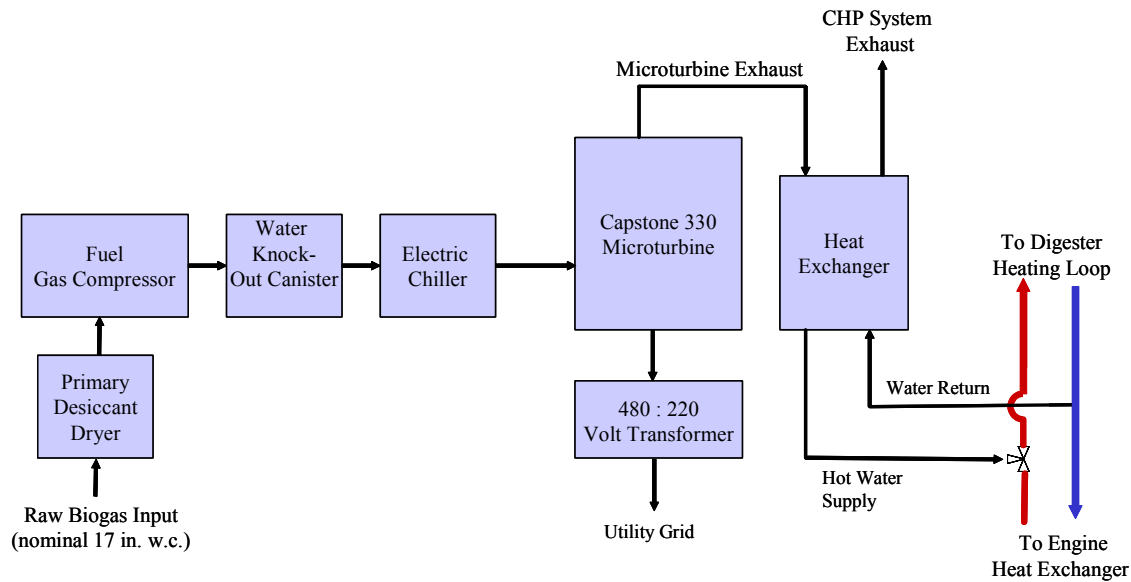 CHP System
Exhaust
Microturbine Exhaust
Fuel
Gas Compressor
Water
Knock-
Out Canister
Electric
Chiller
Capstone 330
Microturbine
Heat
Exchanger
To Digester
Heating Loop
Primary
Desiccant
Dryer
480 : 220
Volt Transformer
Water Return
Hot Water
Supply
Raw Biogas Input
(nominal 17 in. w.c.)
Utility Grid
To Engine
Heat Exchanger